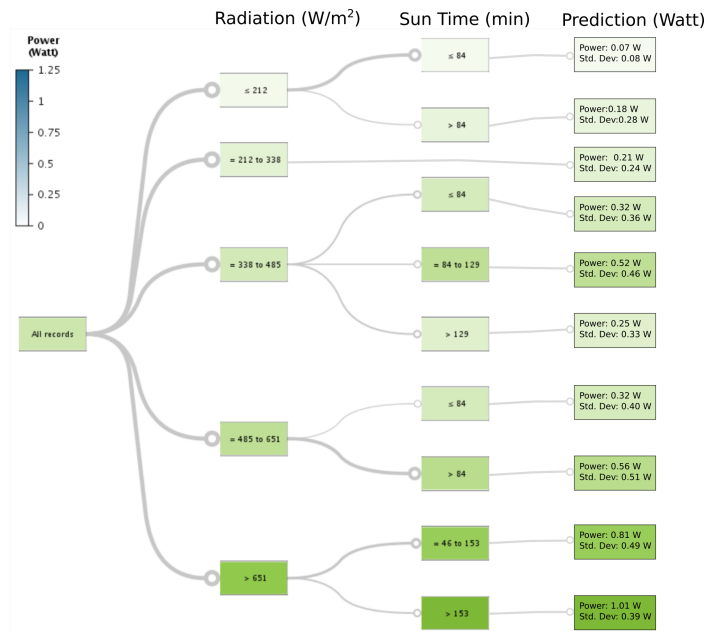 Radiation (W/m²)
Sun Time (min)
Prediction (Watt)
Power
(Watt)
1.25
1
0.75
0.5
0.25
0
All records
≤ 212
= 212 to 338
= 338 to 485
= 485 to 651
> 651
≤ 84
> 84
≤ 84
= 84 to 129
> 129
≤ 84
> 84
= 46 to 153
> 153
Power: 0.07 W
Std. Dev: 0.08 W
Power:0.18 W
Std. Dev:0.28 W
Power: 0.21 W
Std. Dev: 0.24 W
Power: 0.32 W
Std. Dev: 0.36 W
Power: 0.52 W
Std. Dev: 0.46 W
Power: 0.25 W
Std. Dev: 0.33 W
Power: 0.32 W
Std. Dev: 0.40 W
Power: 0.56 W
Std. Dev: 0.51 W
Power: 0.81 W
Std. Dev: 0.49 W
Power: 1.01 W
Std. Dev: 0.39 W